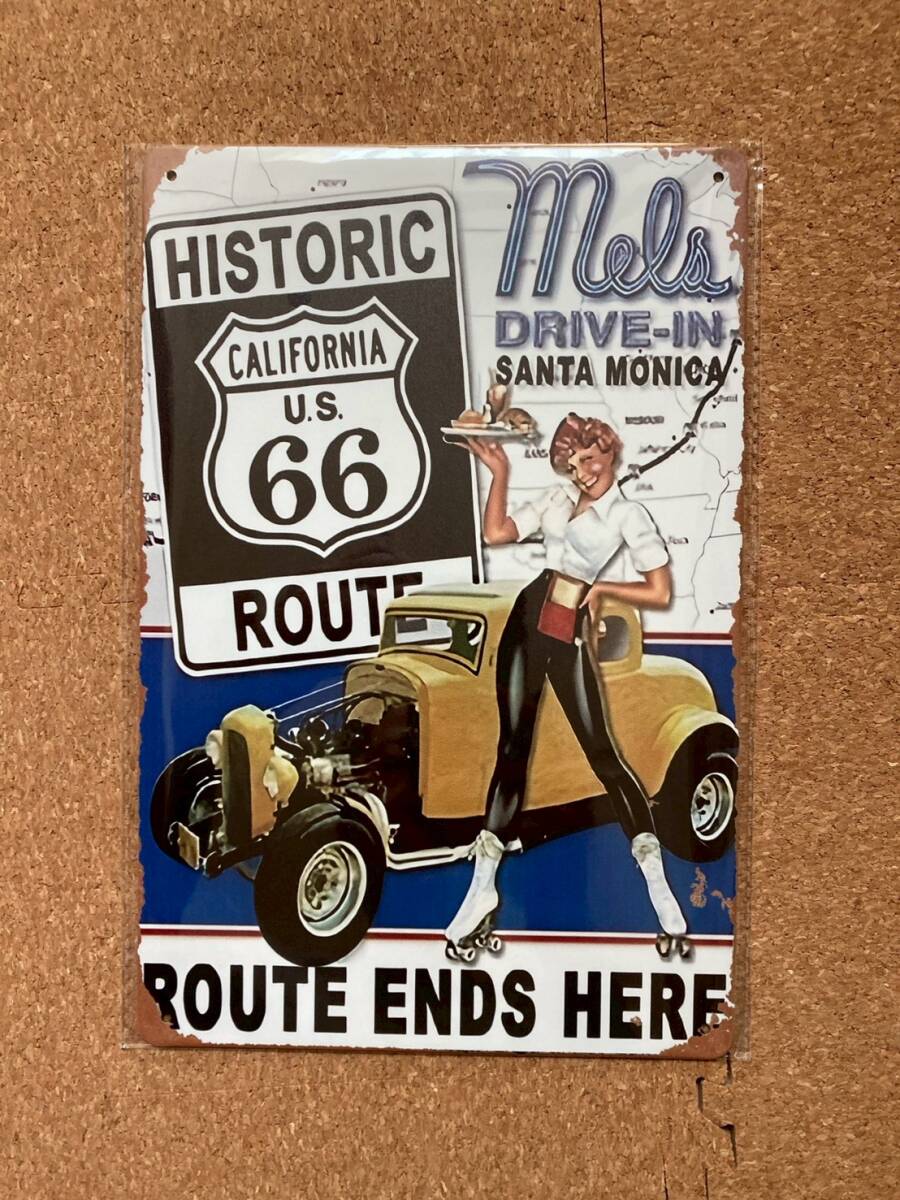 HISTORIC
CALIFORNIA
U.S.
66
ROUTE
Mels
DRIVE-IN
SANTA MONICA
ROUTE ENDS HERE